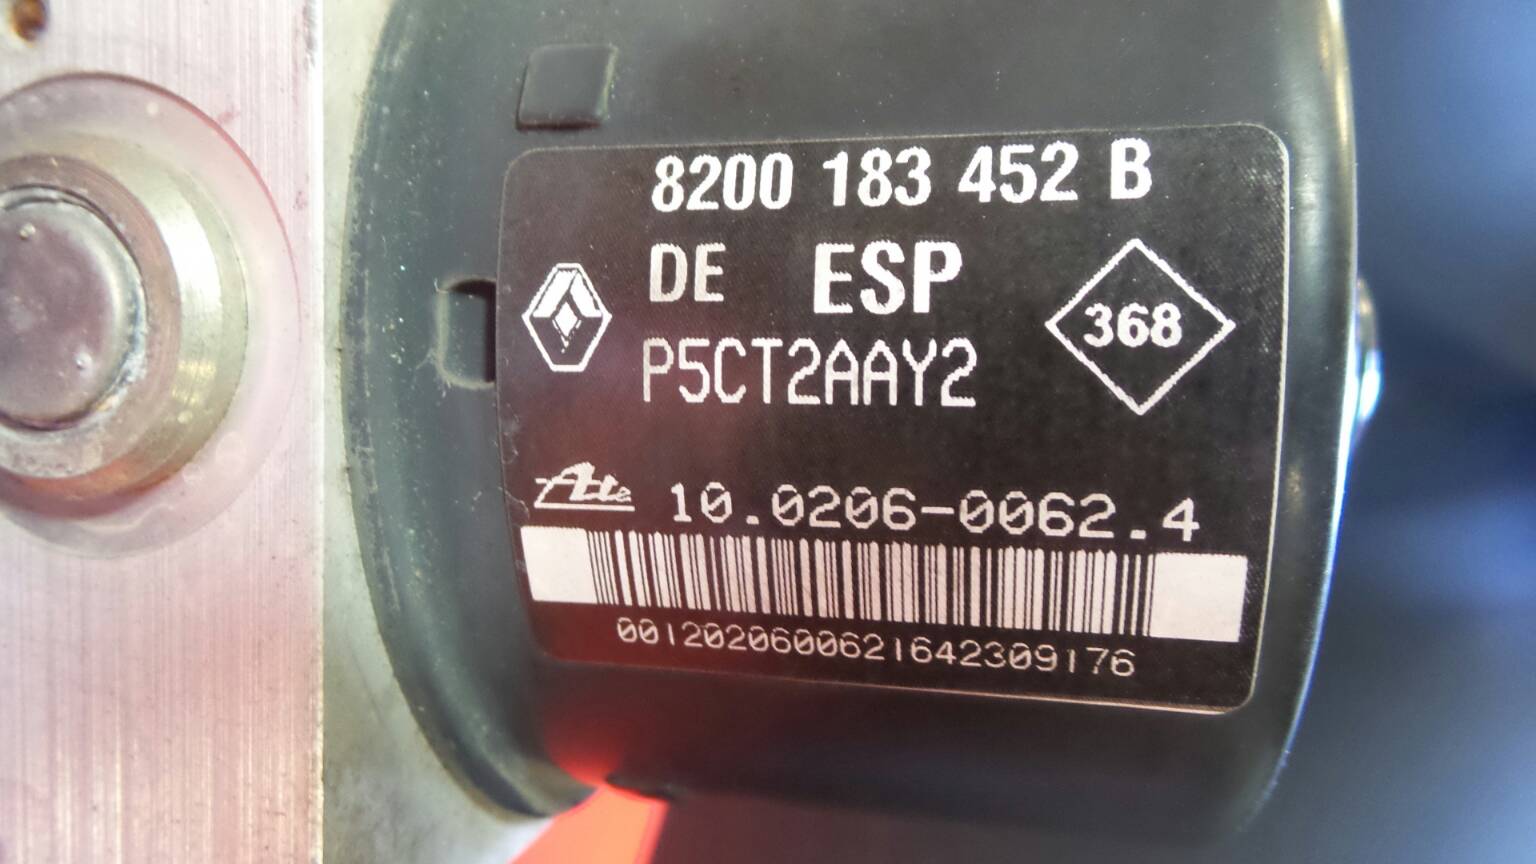 8200 183 452 B
DE ESP
368
P5CT2AAY2
Ate 10.0206-0062.4
0012020600621642309176